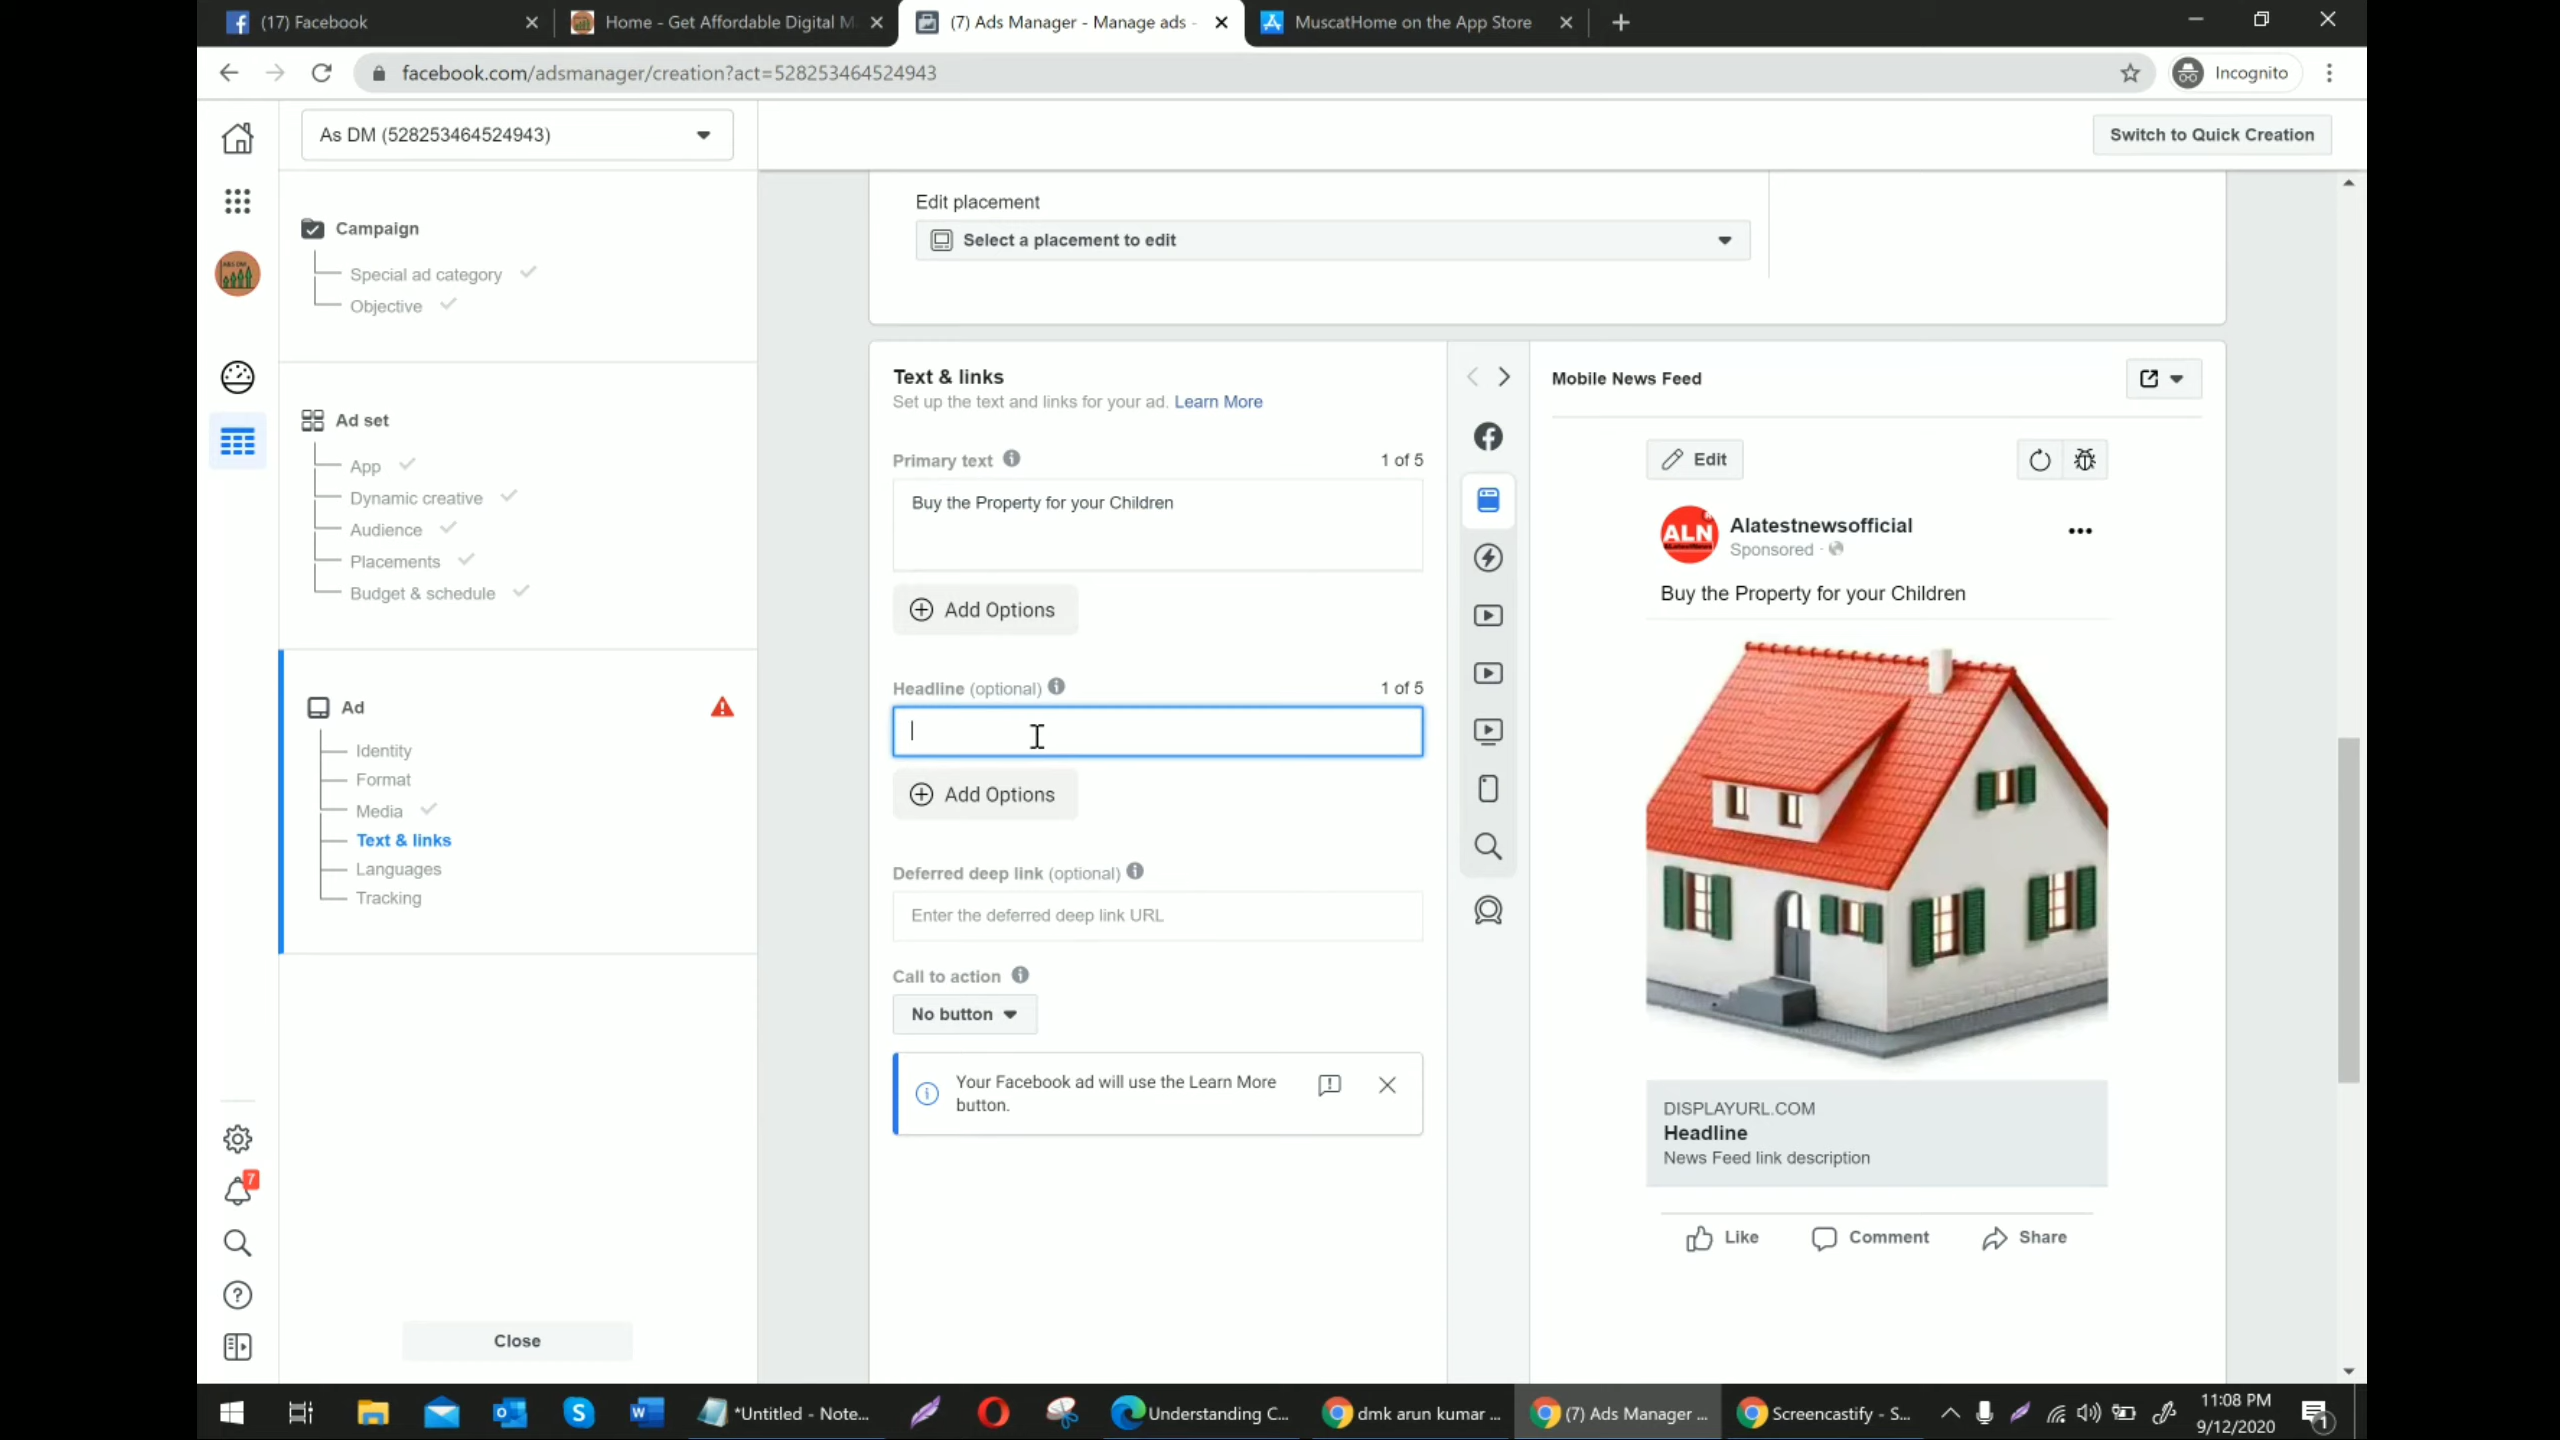 (17) Facebook
Home - Get Affordable Digital M
(7) Ads Manager - Manage ads -
MuscatHome on the App Store
facebook.com/adsmanager/creation?act=528253464524943
Incognito
As DM (528253464524943)
Switch to Quick Creation
Campaign
Special ad category
Objective
Ad set
App
Dynamic creative
Audience
Placements
Budget & schedule
Ad
Identity
Format
Media
Text & links
Languages
Tracking
7
Close
Edit placement
Select a placement to edit
Text & links
Set up the text and links for your ad. Learn More
Primary text
1 of 5
Buy the Property for your Children
Add Options
Headline (optional)
1 of 5
Add Options
Deferred deep link (optional)
Enter the deferred deep link URL
Call to action
No button
Your Facebook ad will use the Learn More
button.
Mobile News Feed
Edit
ALN
Alatestnewsofficial
Sponsored ·
Buy the Property for your Children
DISPLAYURL.COM
Headline
News Feed link description
Like
Comment
Share
*Untitled - Note...
Understanding C...
dmk arun kumar ...
(7) Ads Manager ...
Screencastify - S...
11:08 PM
9/12/2020
1